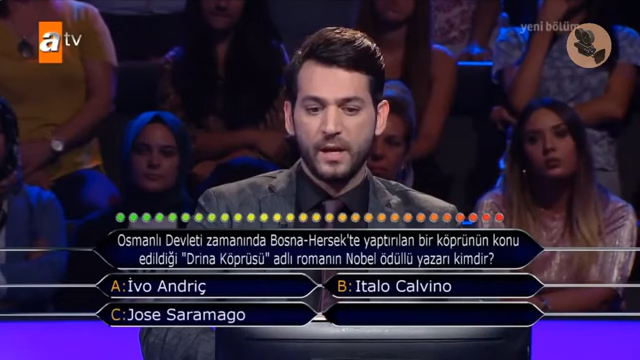 atv
yeni bölüm
Osmanlı Devleti zamanında Bosna-Hersek'te yaptırılan bir köprünün konu
edildiği "Drina Köprüsü" adlı romanın Nobel ödüllü yazarı kimdir?
A:İvo Andriç
B:Italo Calvino
C:Jose Saramago